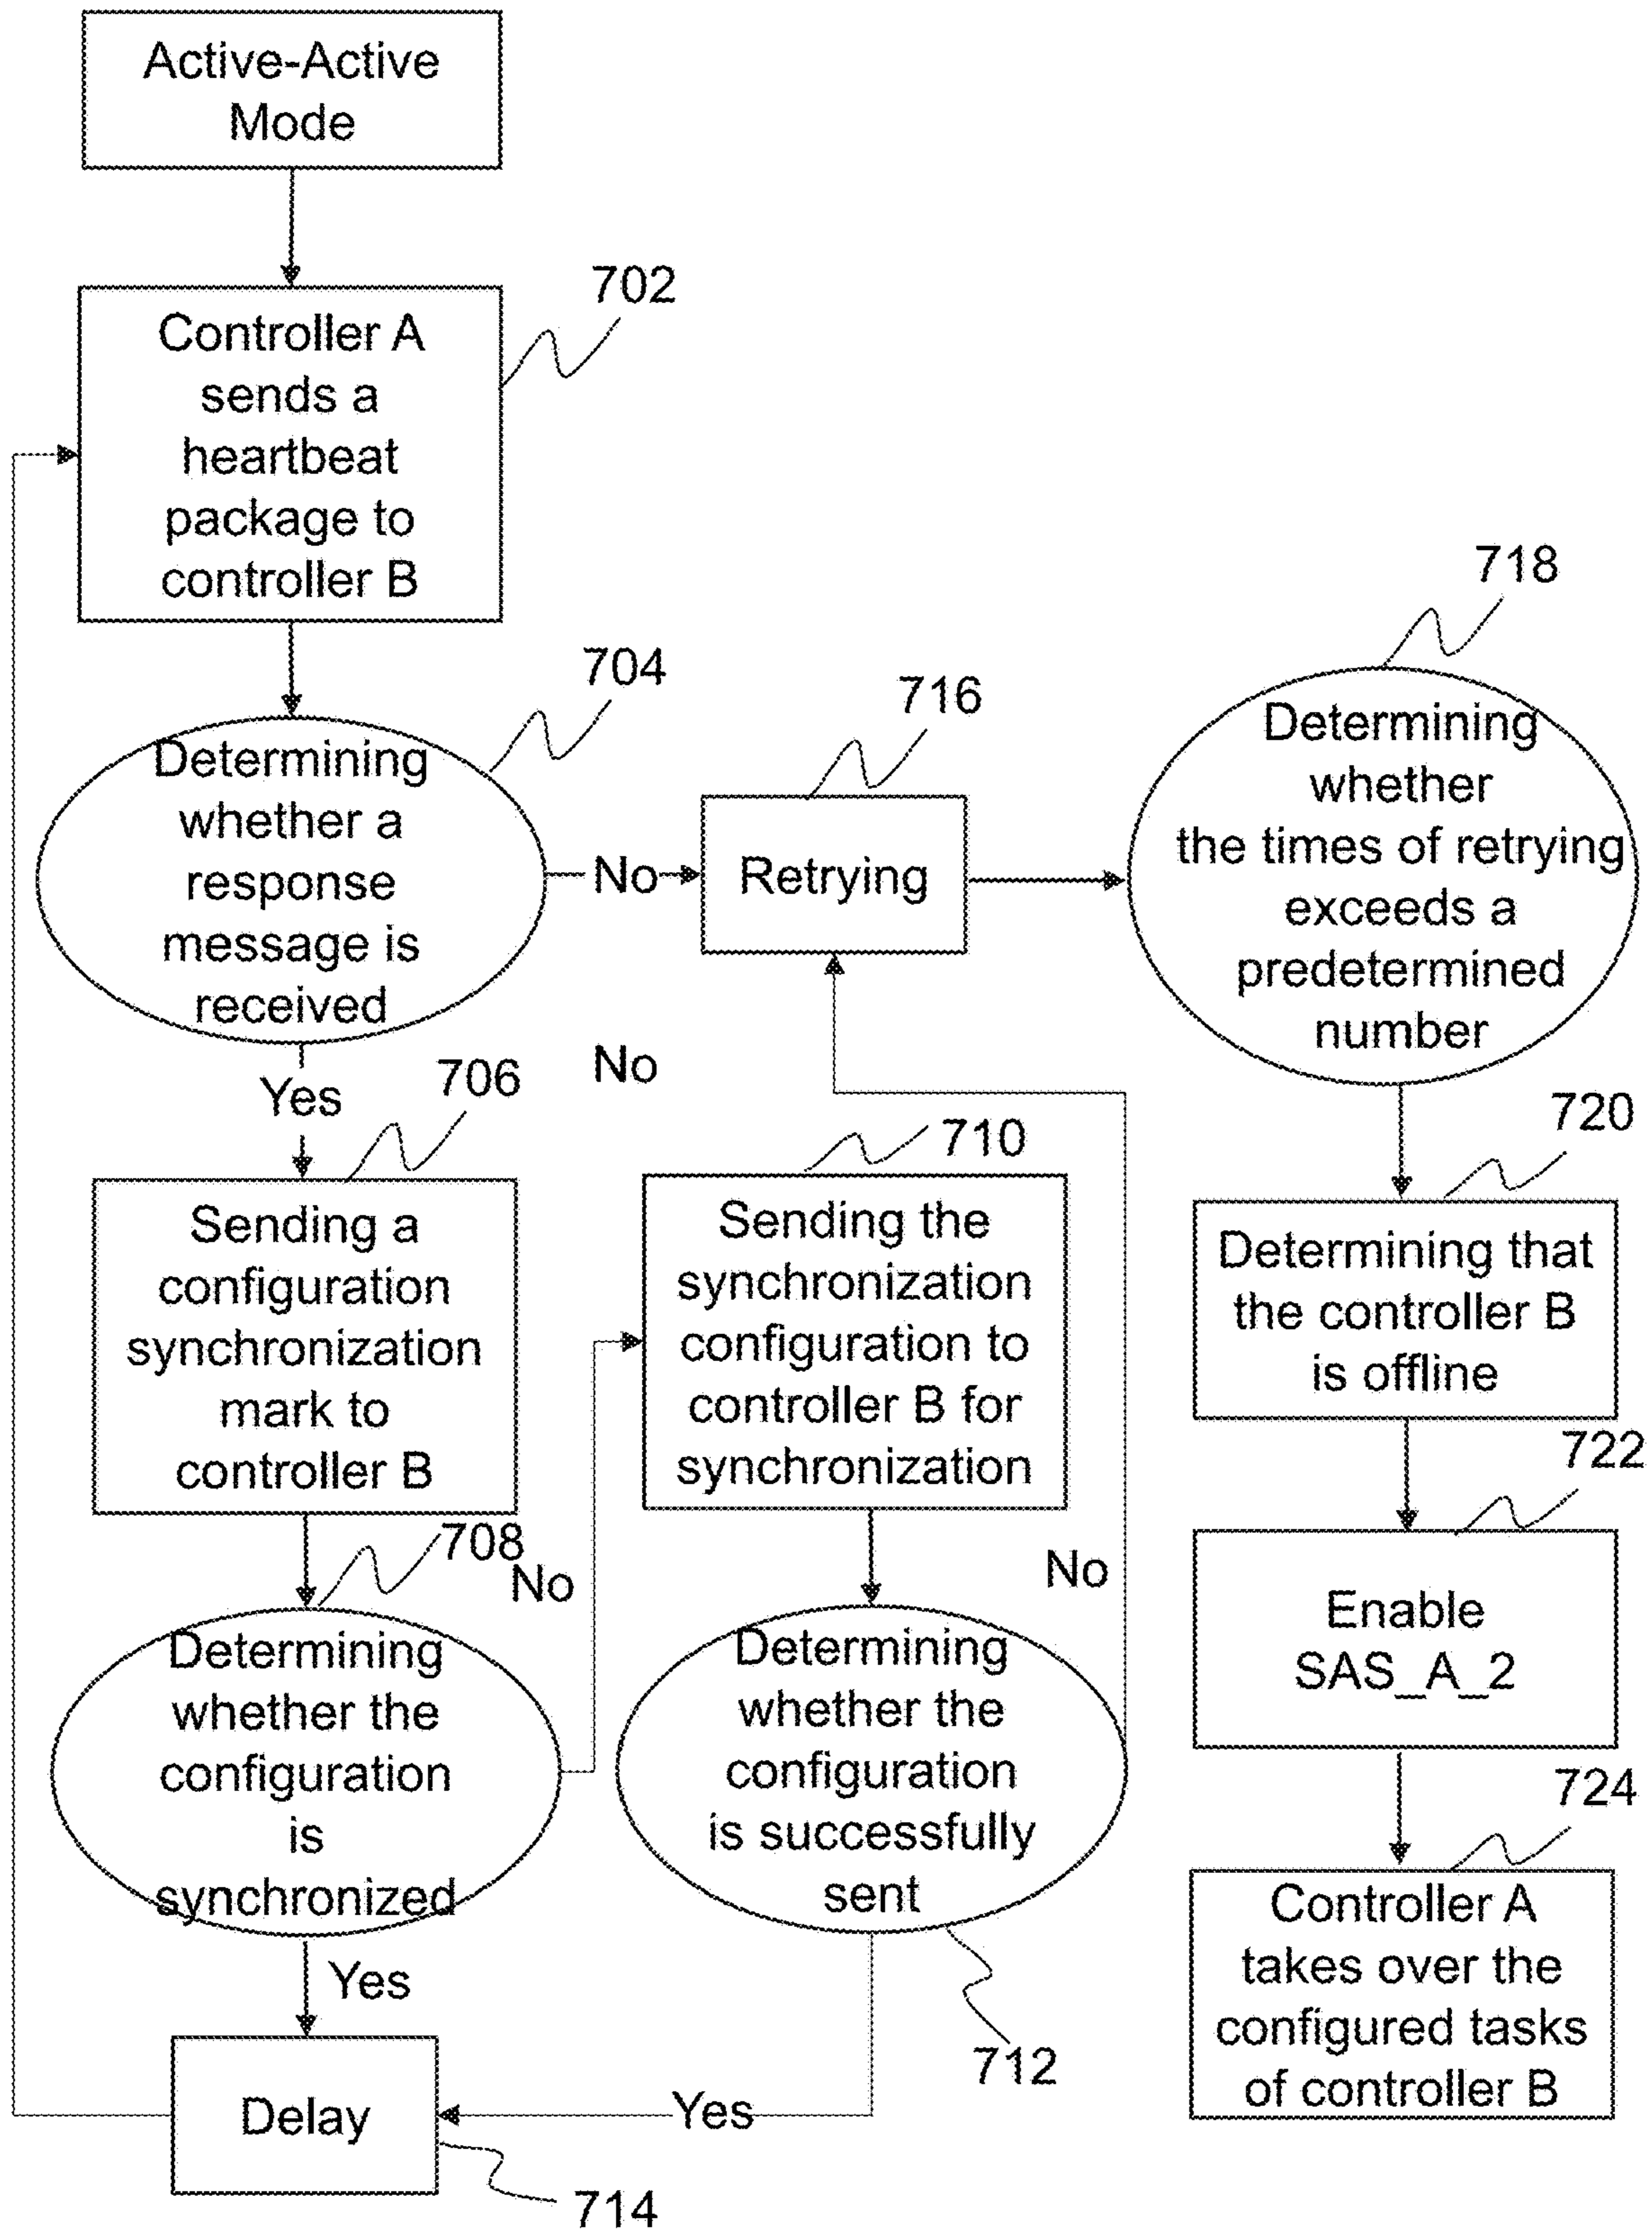 Active-Active
Mode
702
Controller A
sends a
heartbeat
package to
controller B
704
Determining
whether a
response
message is
received
No
716
Retrying
718
Determining
whether
the times of retrying
exceeds a
predetermined
number
Yes
No
706
Sending a
configuration
synchronization
mark to
controller B
710
Sending the
synchronization
configuration to
controller B for
synchronization
720
Determining that
the controller B
is offline
708
No
Determining
whether the
configuration
is
synchronized
No
Determining
whether the
configuration
is successfully
sent
712
722
Enable
SAS_A_2
724
Controller A
takes over the
configured tasks
of controller B
Yes
Yes
Delay
714